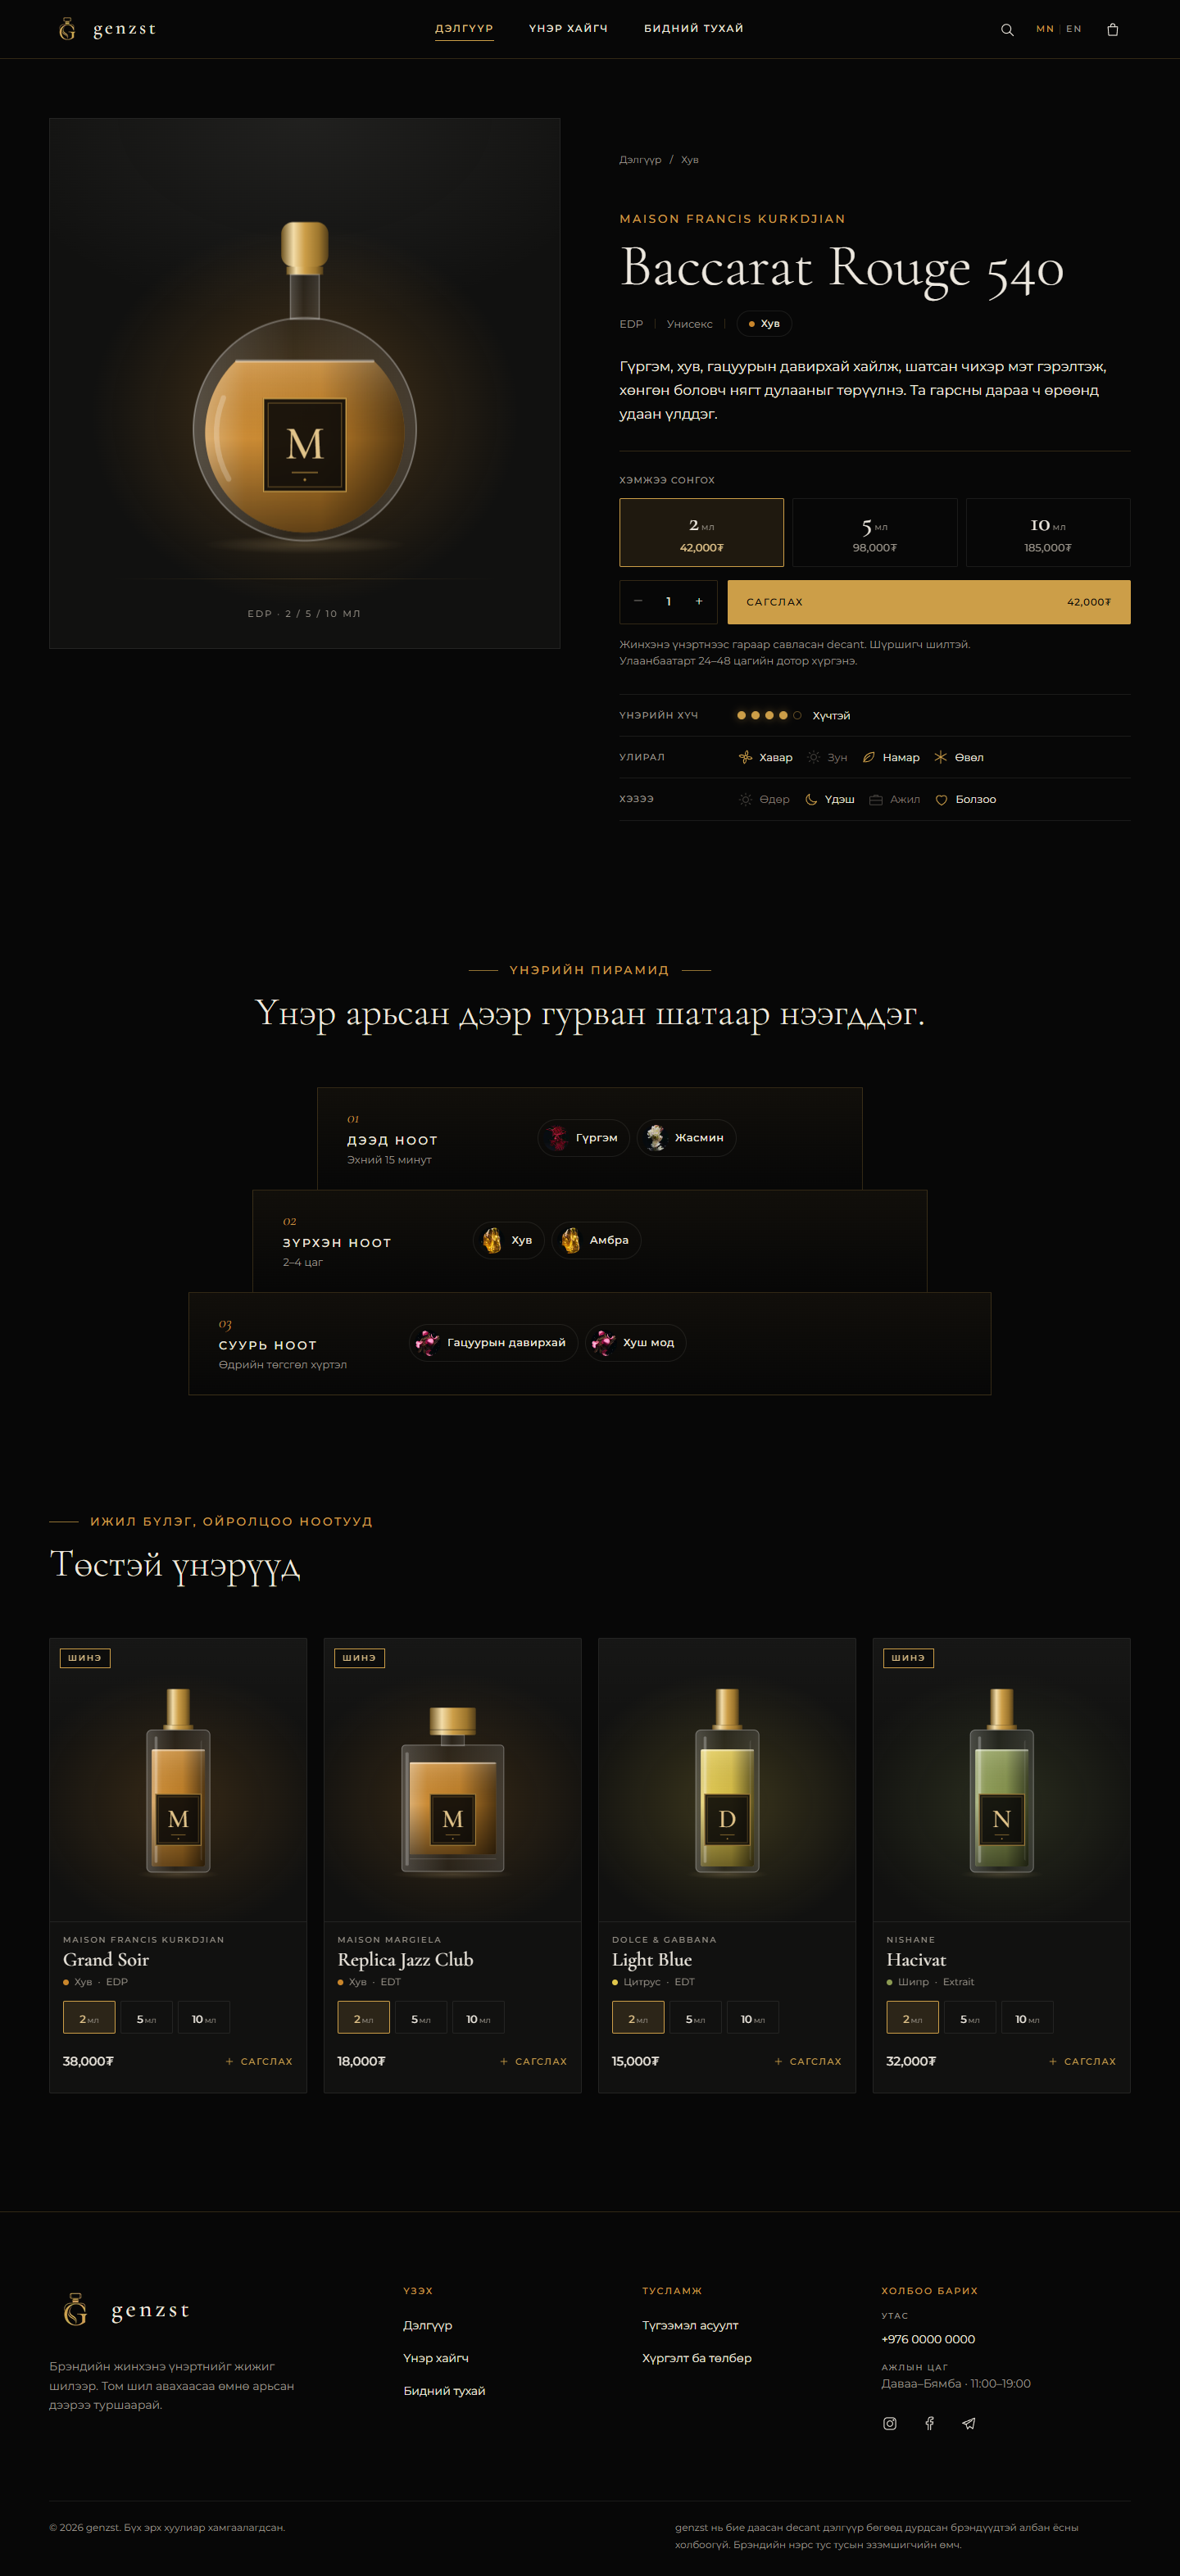 genzst
ДЭЛГҮҮР
ҮНЭР ХАЙГЧ
БИДНИЙ ТУХАЙ
MN | EN
Дэлгүүр / Хув
MAISON FRANCIS KURKDJIAN
Baccarat Rouge 540
EDP
Унисекс
Хув
Гүргэм, хув, гацуурын давирхай хайлж, шатсан чихэр мэт гэрэлтэж,
хөнгөн боловч нягт дулааныг төрүүлнэ. Та гарсны дараа ч өрөөнд
удаан үлддэг.
M
EDP · 2 / 5 / 10 МЛ
ХЭМЖЭЭ СОНГОХ
2 мл
42,000₮
5 мл
98,000₮
10 мл
185,000₮
− 1 +
САГСЛАХ 42,000₮
Жинхэнэ үнэртнээс гараар савласан decant. Шүршигч шилтэй.
Улаанбаатарт 24–48 цагийн дотор хүргэнэ.
ҮНЭРИЙН ХҮЧ Хүчтэй
УЛИРАЛ Хавар Зун Намар Өвөл
ХЭЗЭЭ Өдөр Үдэш Ажил Болзоо
ҮНЭРИЙН ПИРАМИД
Үнэр арьсан дээр гурван шатаар нээгддэг.
01
ДЭЭД НООТ
Эхний 15 минут
Гүргэм
Жасмин
02
ЗҮРХЭН НООТ
2–4 цаг
Хув
Амбра
03
СУУРЬ НООТ
Өдрийн төгсгөл хүртэл
Гацуурын давирхай
Хуш мод
ИЖИЛ БҮЛЭГ, ОЙРОЛЦОО НООТУУД
Төстэй үнэрүүд
ШИНЭ
M
MAISON FRANCIS KURKDJIAN
Grand Soir
Хув · EDP
2 мл 5 мл 10 мл
38,000₮ + САГСЛАХ
ШИНЭ
M
MAISON MARGIELA
Replica Jazz Club
Хув · EDT
2 мл 5 мл 10 мл
18,000₮ + САГСЛАХ
D
DOLCE & GABBANA
Light Blue
Цитрус · EDT
2 мл 5 мл 10 мл
15,000₮ + САГСЛАХ
ШИНЭ
N
NISHANE
Hacivat
Шипр · Extrait
2 мл 5 мл 10 мл
32,000₮ + САГСЛАХ
genzst
Брэндийн жинхэнэ үнэртнийг жижиг
шилээр. Том шил авахаасаа өмнө арьсан
дээрээ туршаарай.
ҮЗЭХ
Дэлгүүр
Үнэр хайгч
Бидний тухай
ТУСЛАМЖ
Түгээмэл асуулт
Хүргэлт ба төлбөр
ХОЛБОО БАРИХ
УТАС
+976 0000 0000
АЖЛЫН ЦАГ
Даваа–Бямба · 11:00–19:00
© 2026 genzst. Бүх эрх хуулиар хамгаалагдсан.
genzst нь бие даасан decant дэлгүүр бөгөөд дурдсан брэндүүдтэй албан ёсны
холбоогүй. Брэндийн нэрс тус тусын эзэмшигчийн өмч.